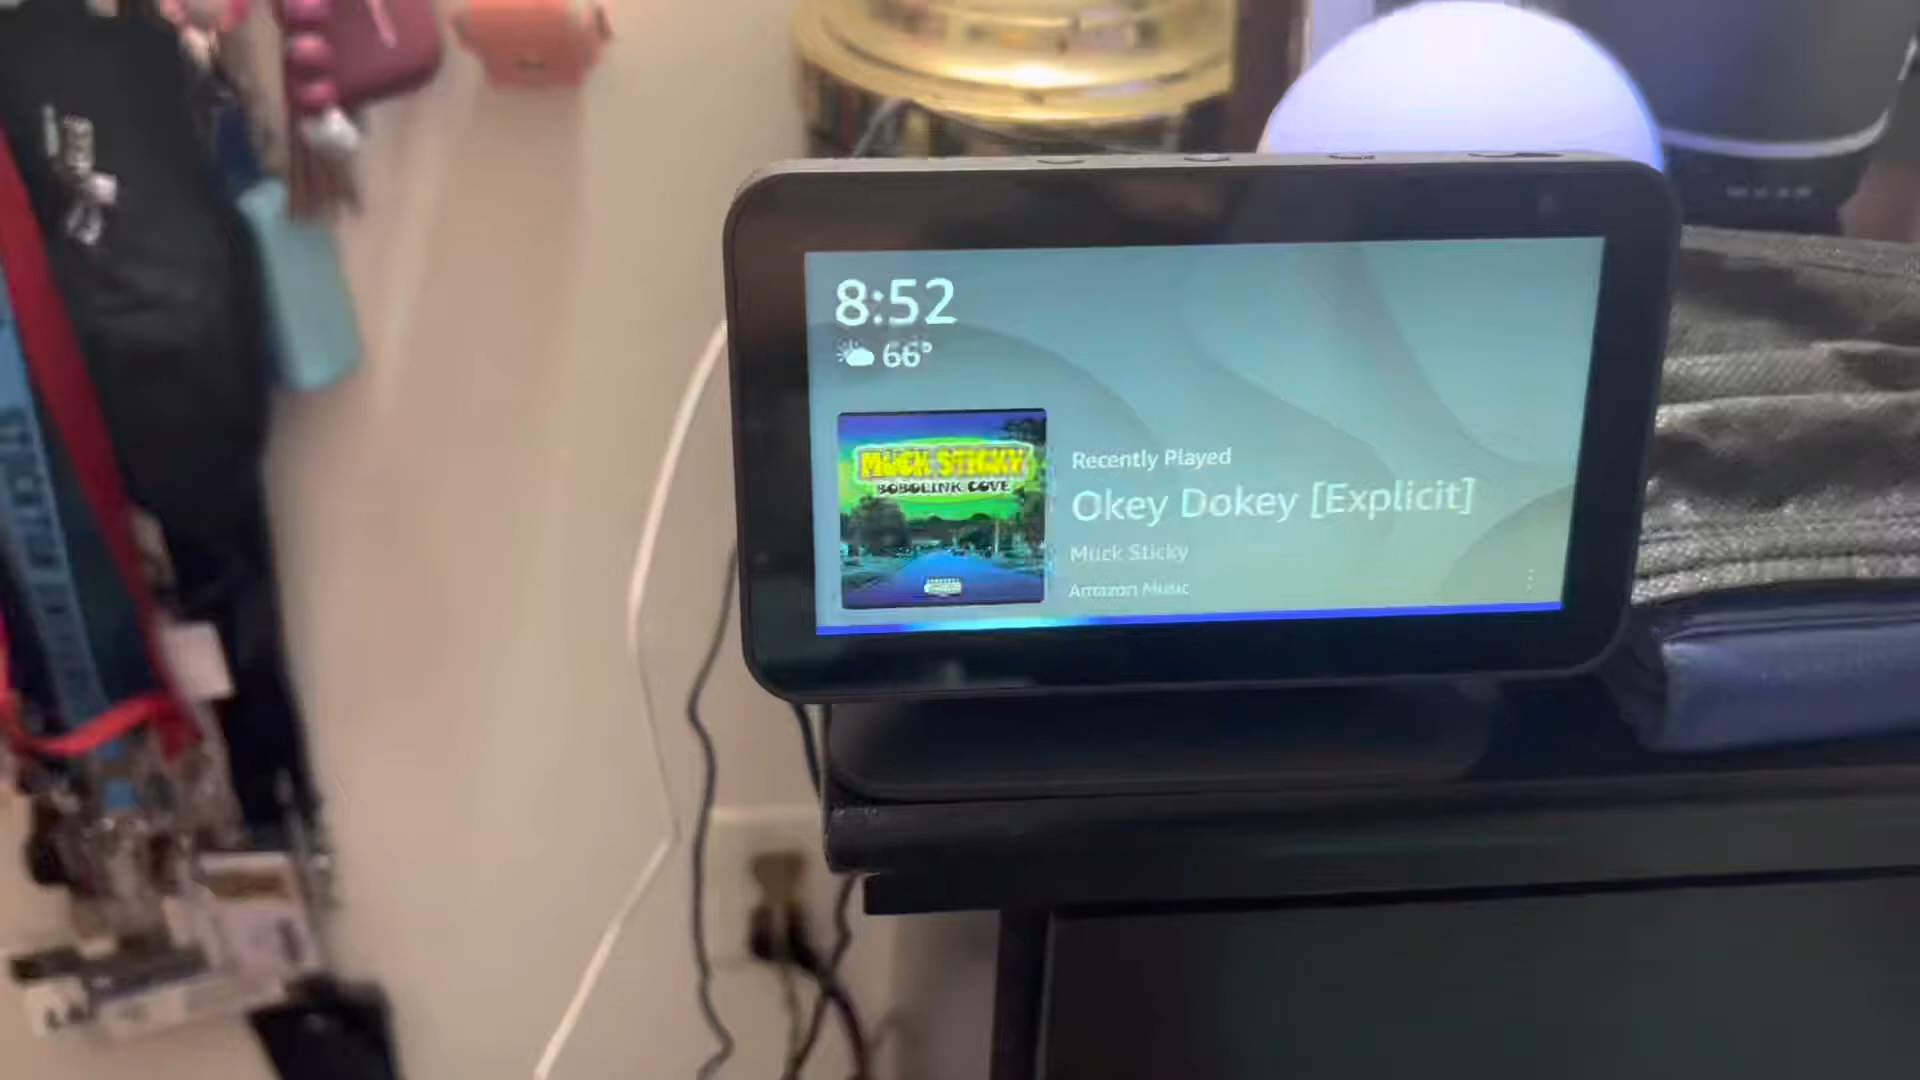 8:52
66°
MUCK STICKY
BOBOLINK COVE
Recently Played
Okey Dokey [Explicit]
Muck Sticky
Amazon Music